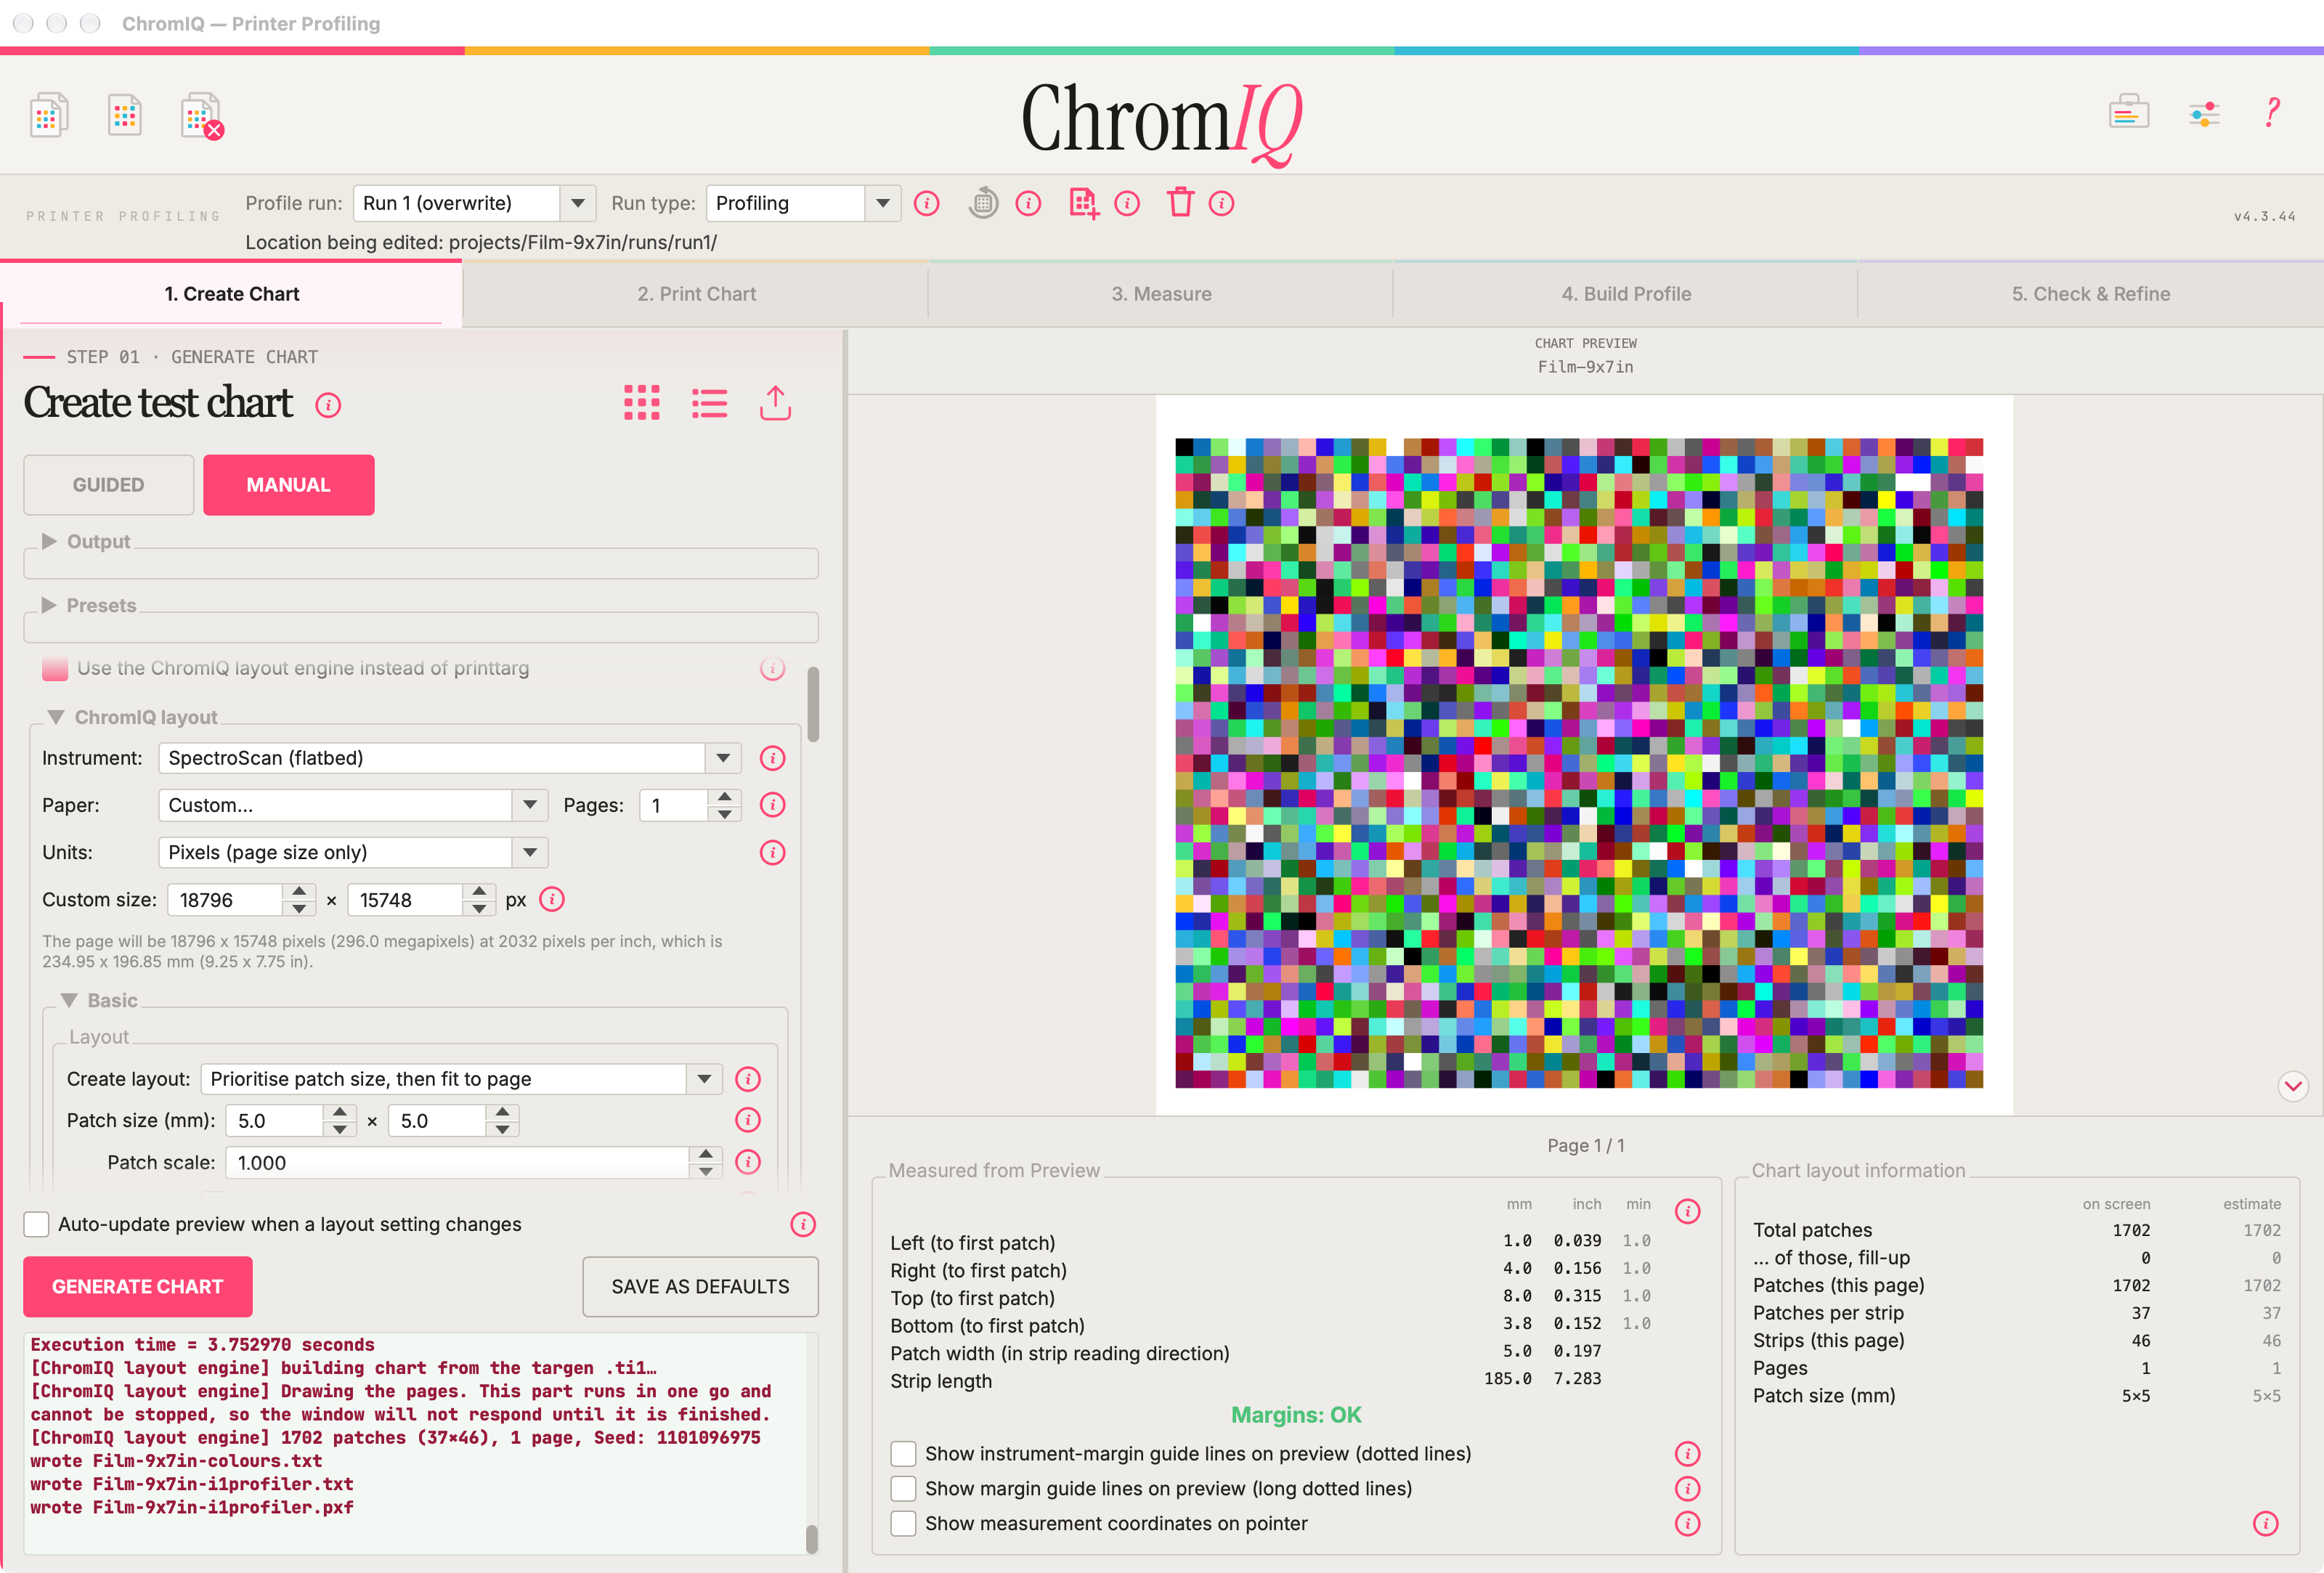 ChromIQ — Printer Profiling
ChromIQ
?
PRINTER PROFILING
Profile run: Run 1 (overwrite) Run type: Profiling
Location being edited: projects/Film-9x7in/runs/run1/
v4.3.44
1. Create Chart
2. Print Chart
3. Measure
4. Build Profile
5. Check & Refine
STEP 01 · GENERATE CHART
Create test chart
GUIDED
MANUAL
Output
Presets
Use the ChromIQ layout engine instead of printtarg
ChromIQ layout
Instrument: SpectroScan (flatbed)
Paper: Custom... Pages: 1
Units: Pixels (page size only)
Custom size: 18796 × 15748 px
The page will be 18796 x 15748 pixels (296.0 megapixels) at 2032 pixels per inch, which is
234.95 x 196.85 mm (9.25 x 7.75 in).
Basic
Layout
Create layout: Prioritise patch size, then fit to page
Patch size (mm): 5.0 × 5.0
Patch scale: 1.000
Auto-update preview when a layout setting changes
GENERATE CHART
SAVE AS DEFAULTS
Execution time = 3.752970 seconds
[ChromIQ layout engine] building chart from the targen .ti1…
[ChromIQ layout engine] Drawing the pages. This part runs in one go and
cannot be stopped, so the window will not respond until it is finished.
[ChromIQ layout engine] 1702 patches (37×46), 1 page, Seed: 1101096975
wrote Film-9x7in-colours.txt
wrote Film-9x7in-i1profiler.txt
wrote Film-9x7in-i1profiler.pxf
CHART PREVIEW
Film-9x7in
Page 1 / 1
Measured from Preview
mm inch min
Left (to first patch) 1.0 0.039 1.0
Right (to first patch) 4.0 0.156 1.0
Top (to first patch) 8.0 0.315 1.0
Bottom (to first patch) 3.8 0.152 1.0
Patch width (in strip reading direction) 5.0 0.197
Strip length 185.0 7.283
Margins: OK
Show instrument-margin guide lines on preview (dotted lines)
Show margin guide lines on preview (long dotted lines)
Show measurement coordinates on pointer
Chart layout information
on screen estimate
Total patches 1702 1702
... of those, fill-up 0 0
Patches (this page) 1702 1702
Patches per strip 37 37
Strips (this page) 46 46
Pages 1 1
Patch size (mm) 5×5 5×5